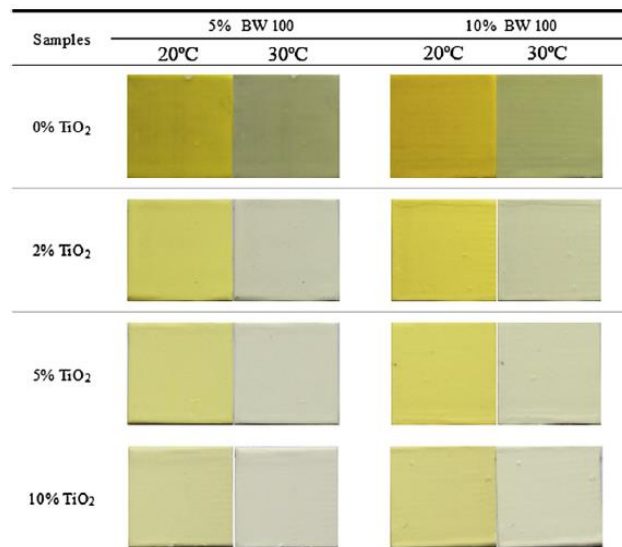 Samples 5% BW 100 10% BW 100
20ºC 30ºC 20ºC 30ºC
0% TiO₂
2% TiO₂
5% TiO₂
10% TiO₂